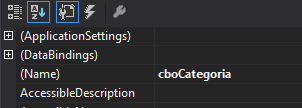 (ApplicationSettings)
(DataBindings)
(Name) cboCategoria
AccessibleDescription